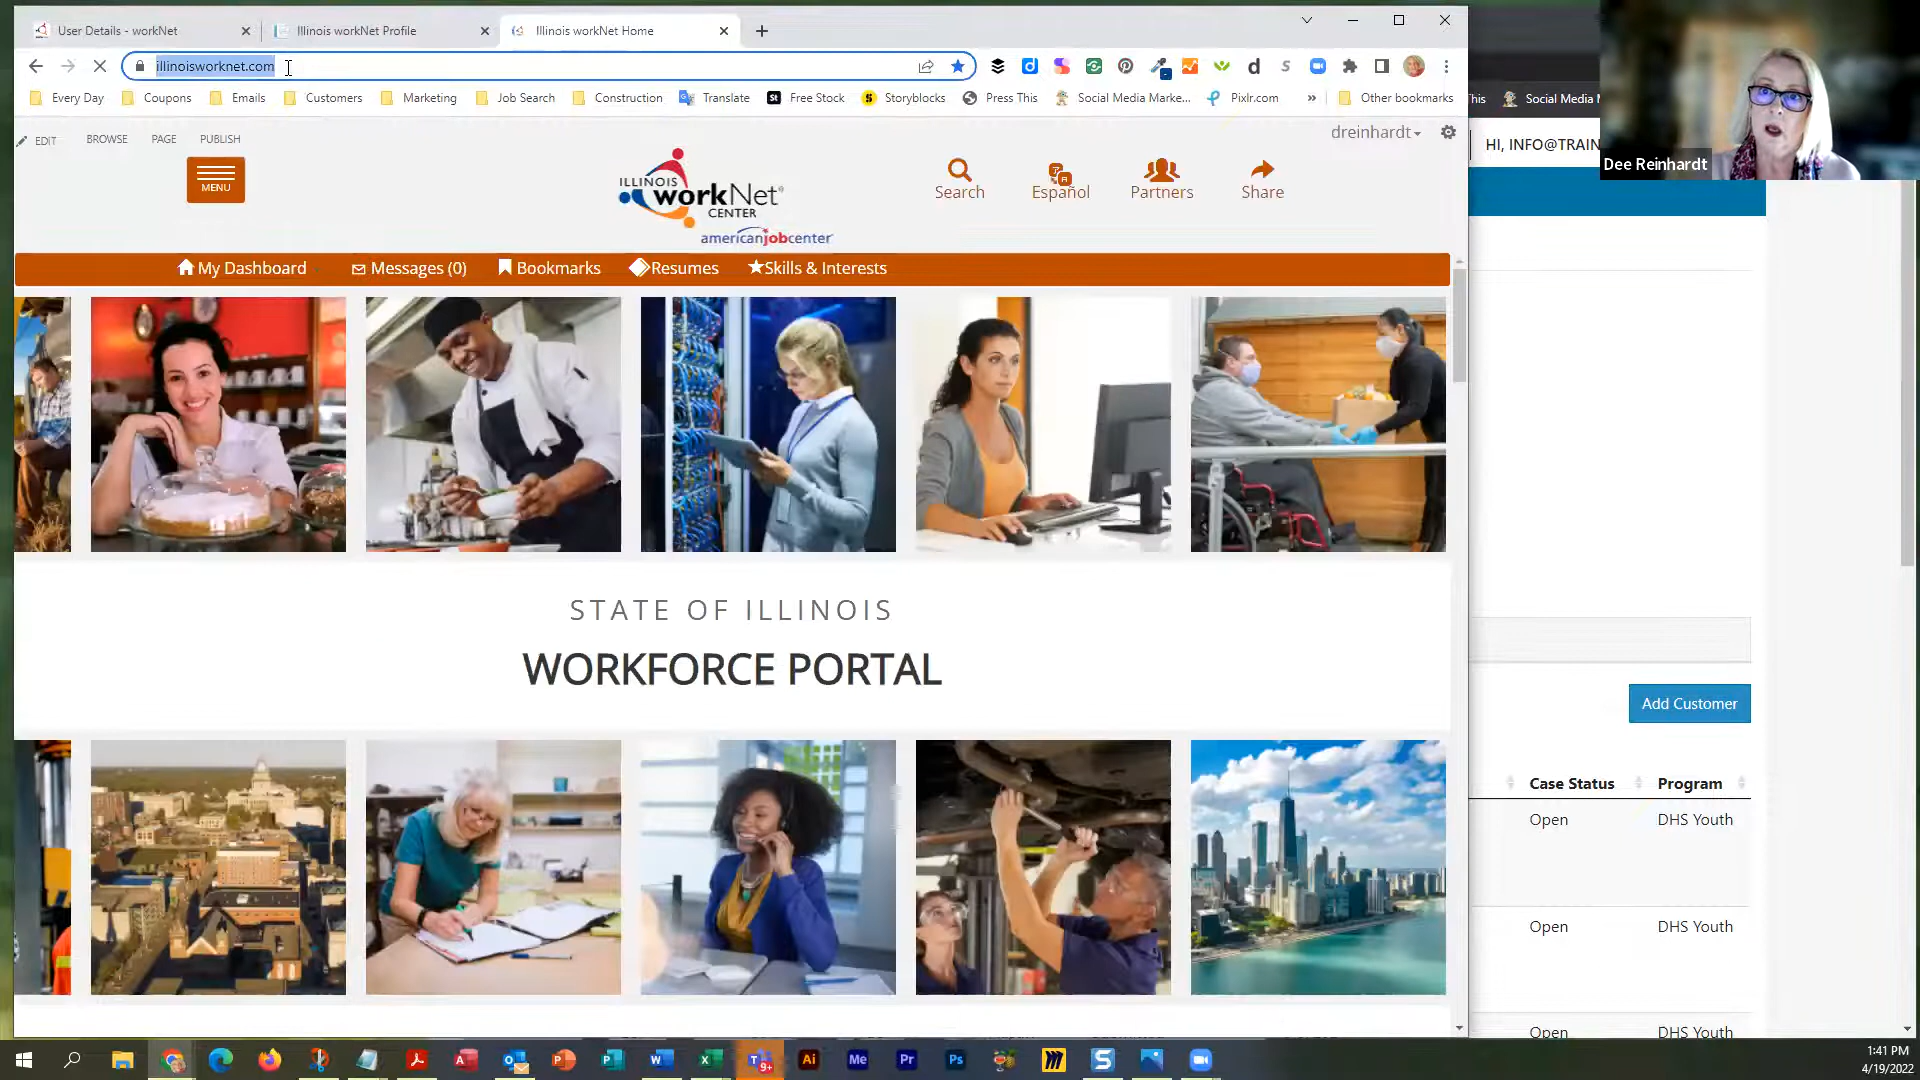 User Details - workNet
Illinois workNet Profile
Illinois workNet Home
illinoisworknet.com
Every Day
Coupons
Emails
Customers
Marketing
Job Search
Construction
Translate
Free Stock
Storyblocks
Press This
Social Media Marke...
Pixlr.com
»
Other bookmarks
Social Media
HI, INFO@TRAIN
Dee Reinhardt
EDIT
BROWSE
PAGE
PUBLISH
dreinhardt
MENU
ILLINOIS
workNet
CENTER
americanjobcenter
Search
Español
Partners
Share
My Dashboard
Messages (0)
Bookmarks
Resumes
Skills & Interests
STATE OF ILLINOIS
WORKFORCE PORTAL
Add Customer
Case Status
Program
Open
DHS Youth
Open
DHS Youth
Open
DHS Youth
1:41 PM
4/19/2022